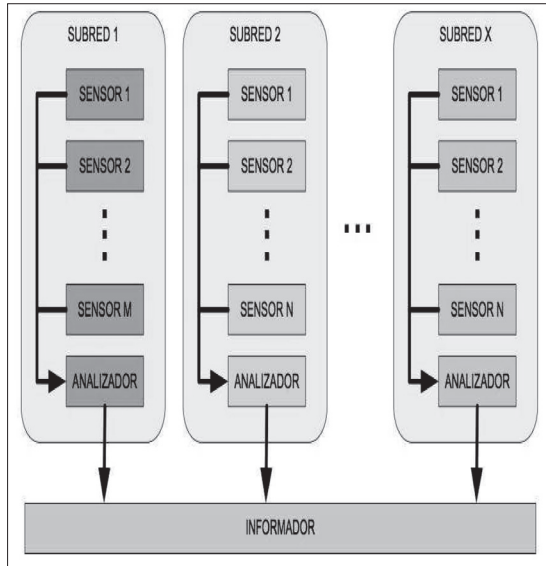 SUBRED 1
SENSOR 1
SENSOR 2
SENSOR M
ANALIZADOR
SUBRED 2
SENSOR 1
SENSOR 2
SENSOR N
ANALIZADOR
...
SUBRED X
SENSOR 1
SENSOR 2
SENSOR N
ANALIZADOR
INFORMADOR